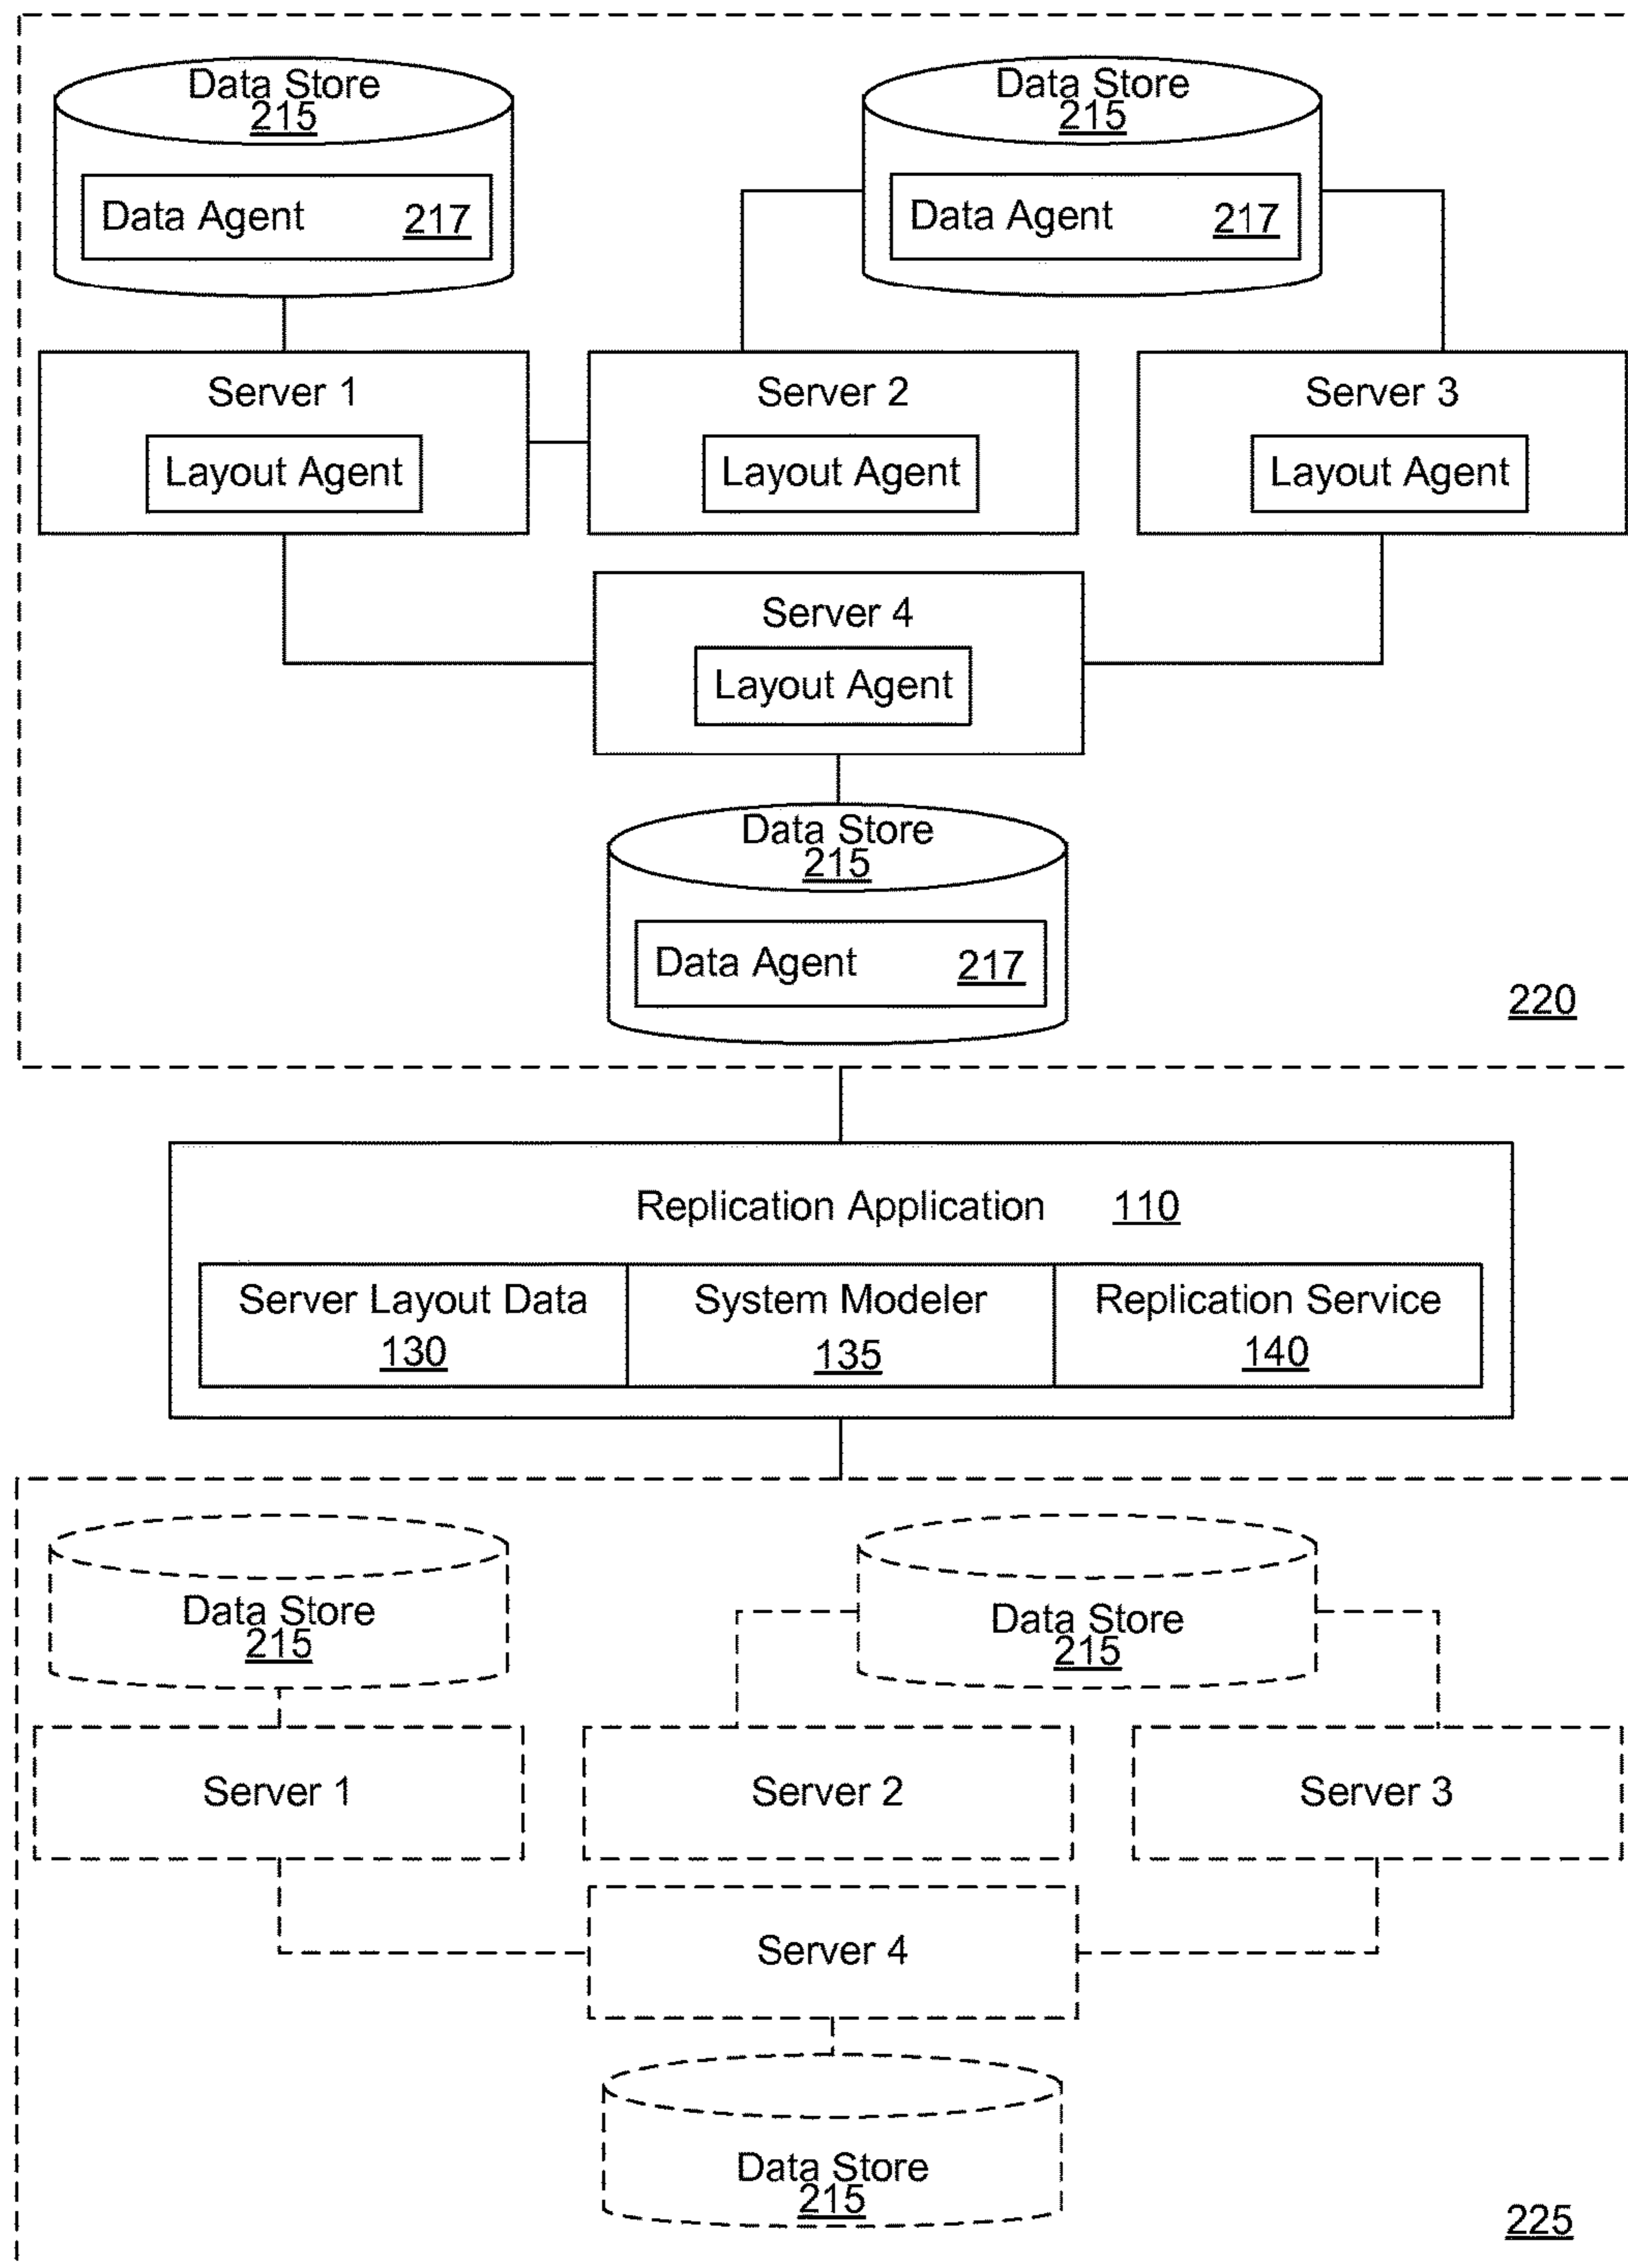 Data Store
215
Data Agent 217
Data Store
215
Data Agent 217
Server 1
Layout Agent
Server 2
Layout Agent
Server 3
Layout Agent
Server 4
Layout Agent
Data Store
215
Data Agent 217
220
Replication Application 110
Server Layout Data
130
System Modeler
135
Replication Service
140
Data Store
215
Data Store
215
Server 1
Server 2
Server 3
Server 4
Data Store
215
225